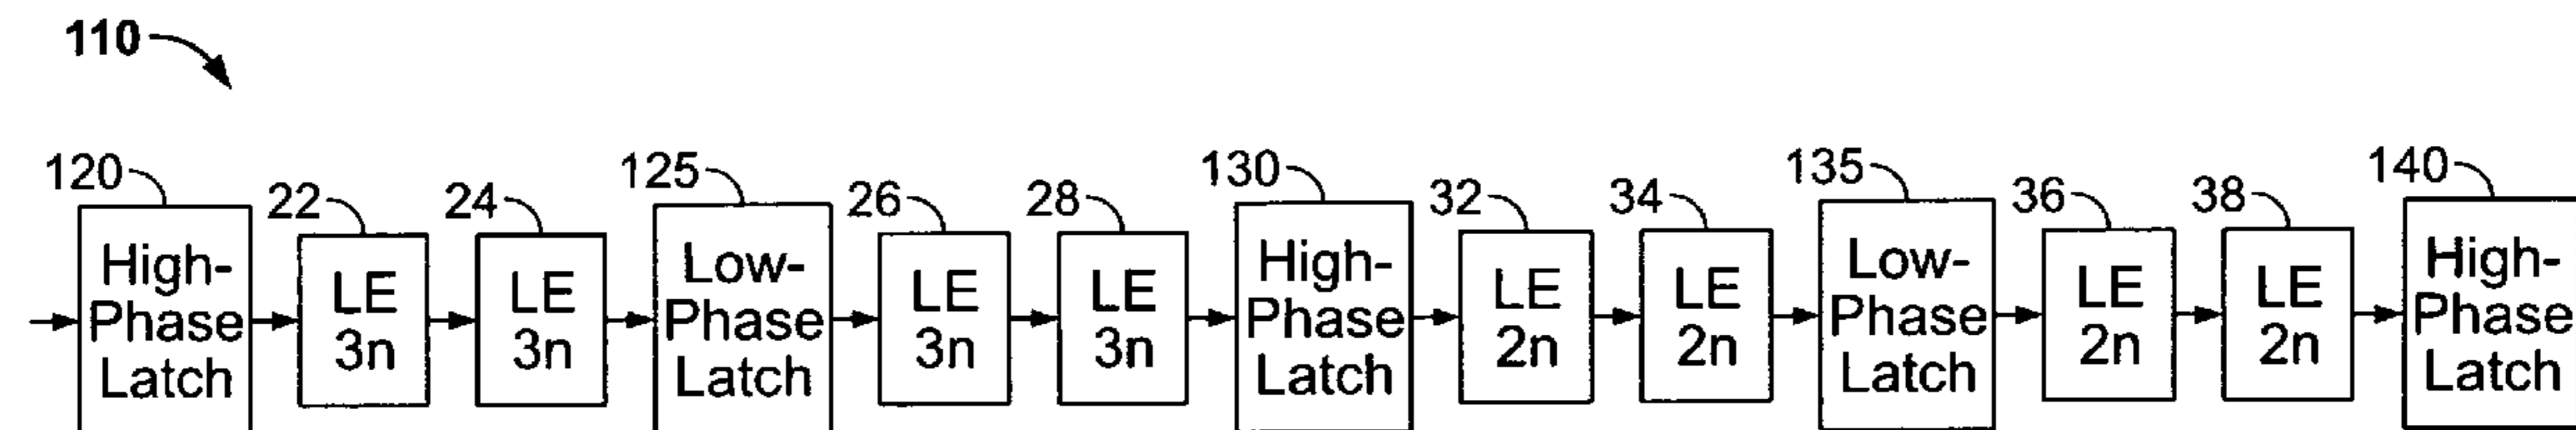 110
120
22
24
125
26
28
130
32
34
135
36
38
140
High-
Phase
Latch
LE
3n
LE
3n
Low-
Phase
Latch
LE
3n
LE
3n
High-
Phase
Latch
LE
2n
LE
2n
Low-
Phase
Latch
LE
2n
LE
2n
High-
Phase
Latch